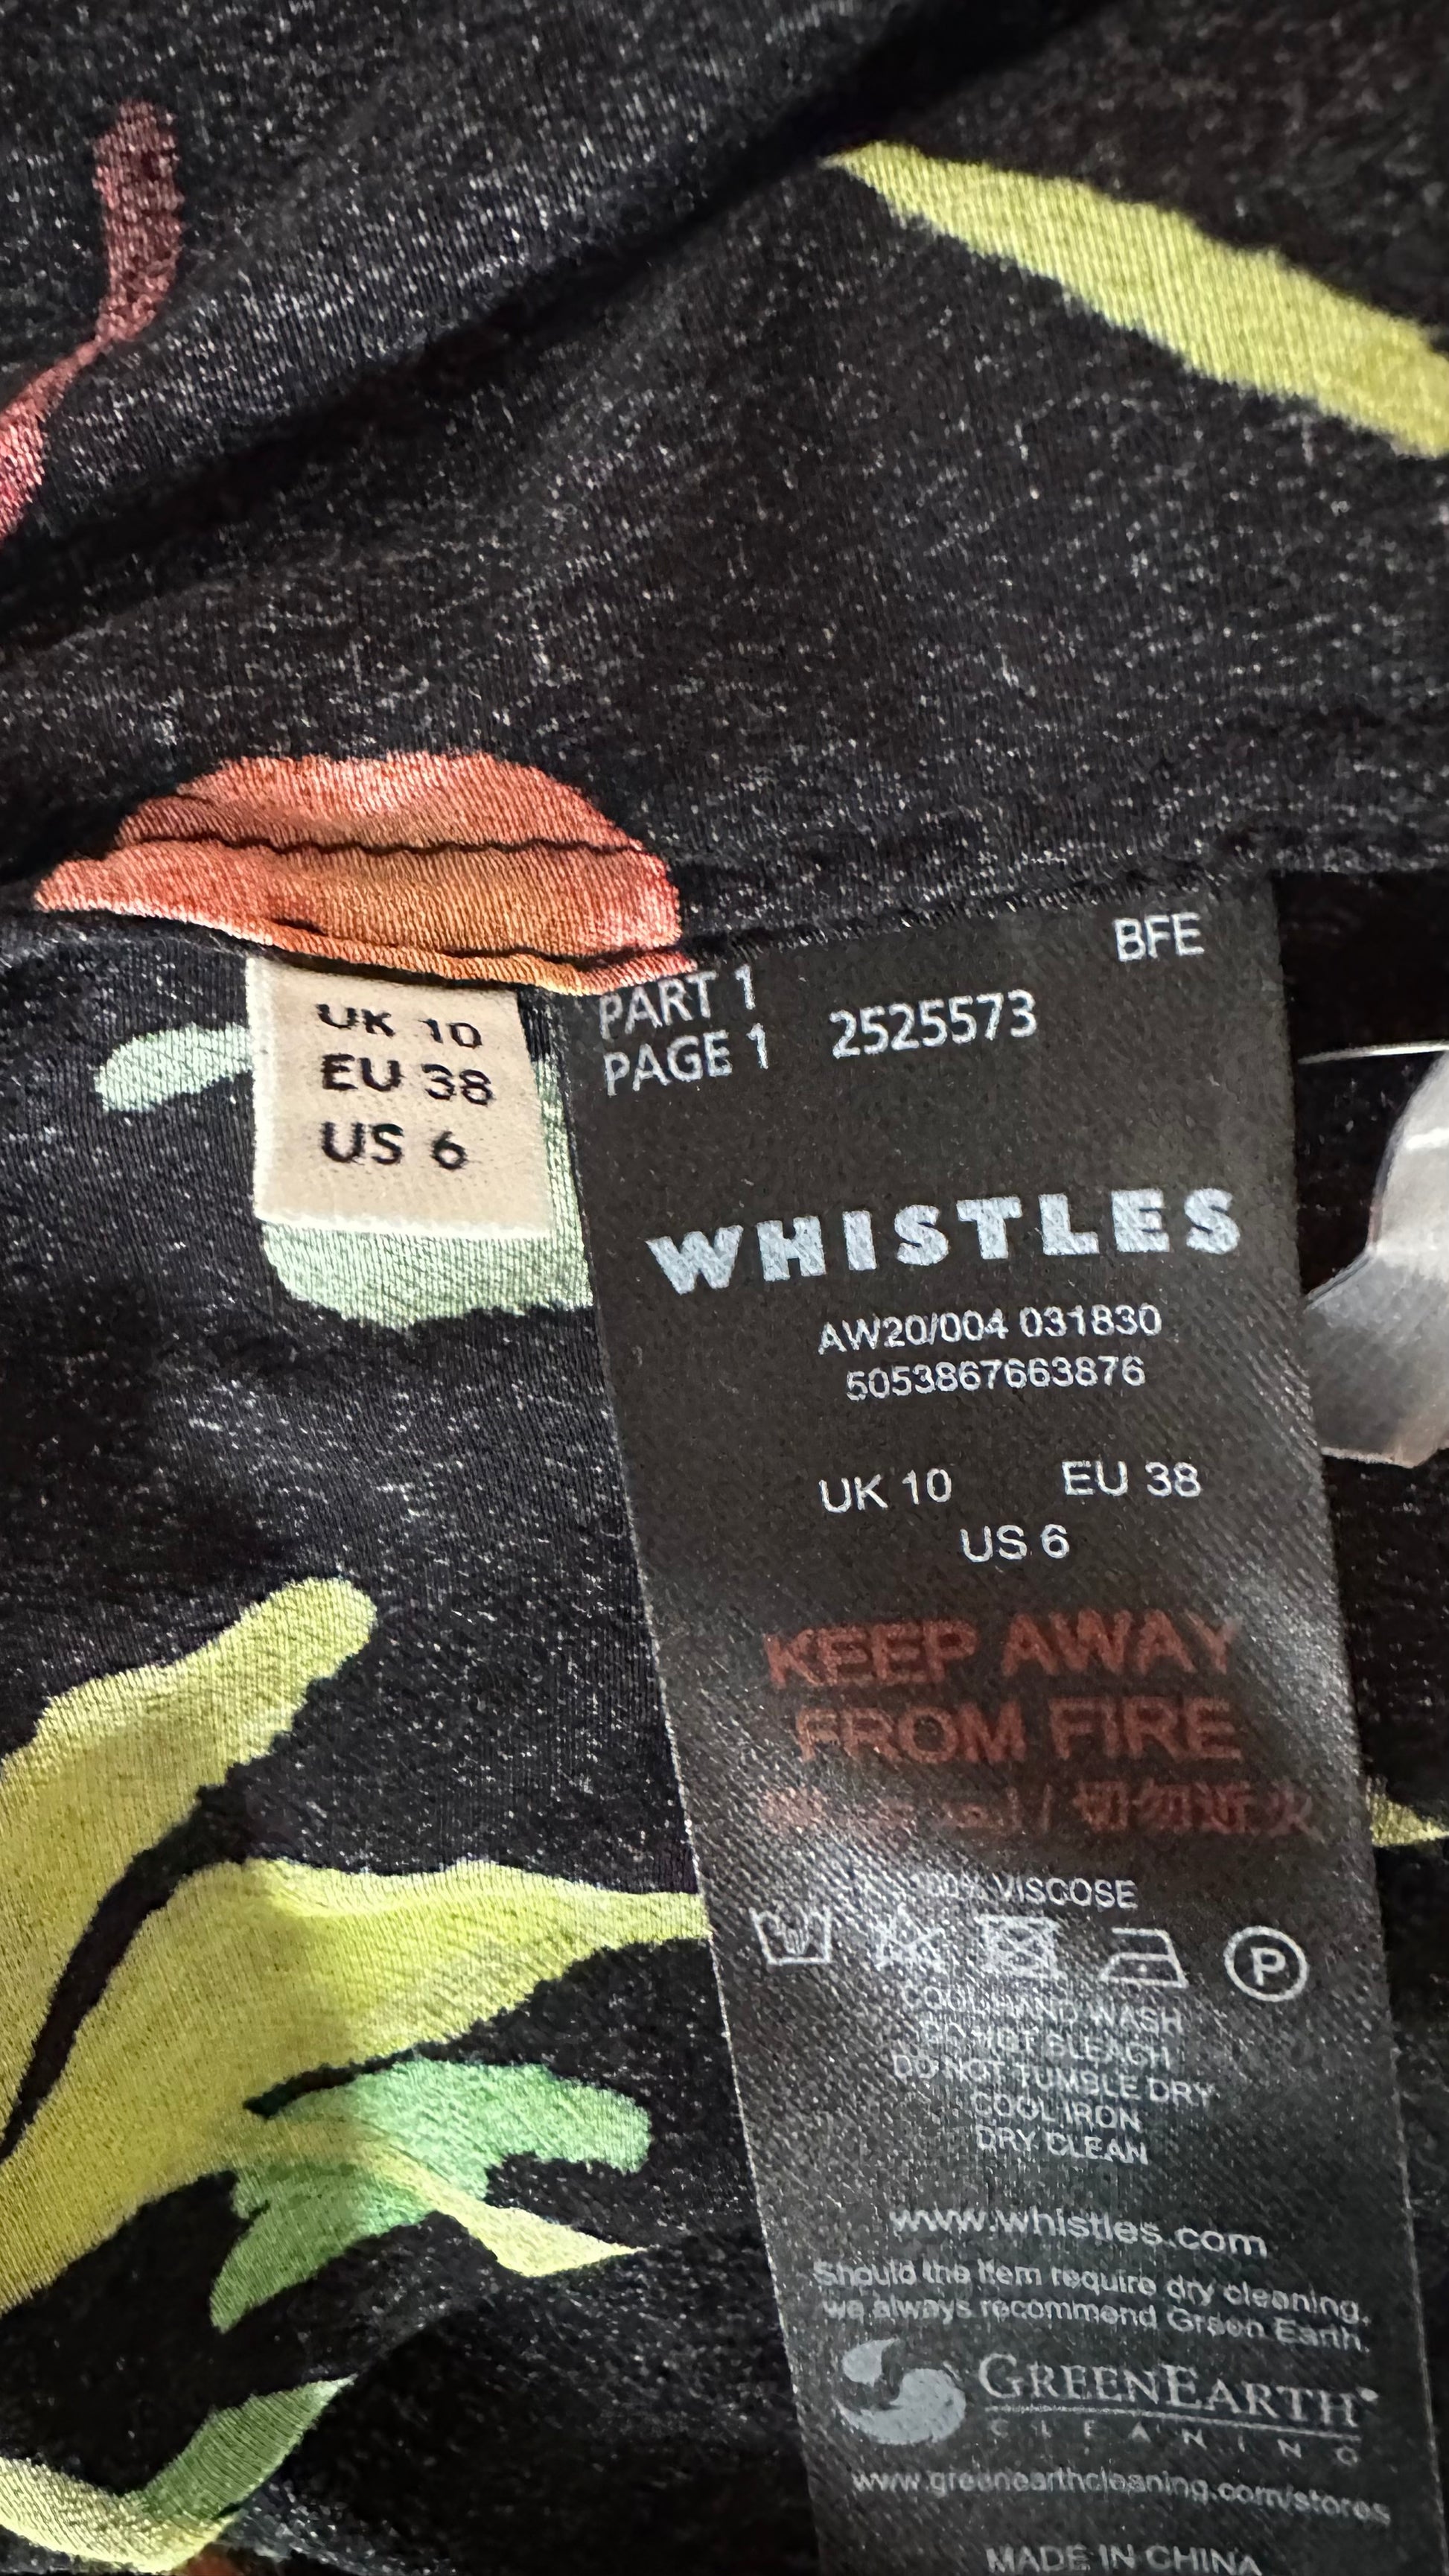 UK 10
EU 38
US 6
BFE
PART 1
PAGE 1 2525573
WHISTLES
AW20/004 031830
5053867663876
UK 10 EU 38
US 6
KEEP AWAY
FROM FIRE
/ 切勿近火
100% VISCOSE
P
COOL HAND WASH
DO NOT BLEACH
DO NOT TUMBLE DRY
COOL IRON
DRY CLEAN
www.whistles.com
Should the item require dry cleaning,
we always recommend Green Earth.
GREENEARTH®
CLEANING
www.greenearthcleaning.com/stores
MADE IN CHINA